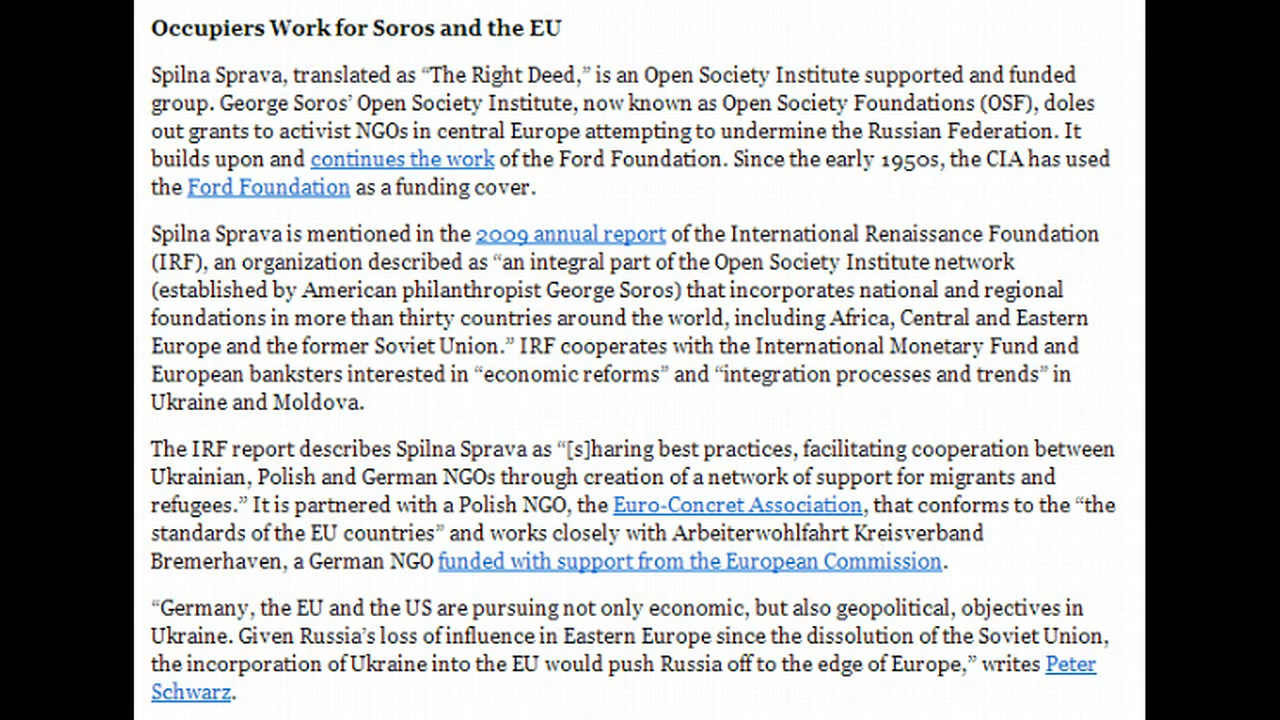 Occupiers Work for Soros and the EU
Spilna Sprava, translated as “The Right Deed,” is an Open Society Institute supported and funded
group. George Soros’ Open Society Institute, now known as Open Society Foundations (OSF), doles
out grants to activist NGOs in central Europe attempting to undermine the Russian Federation. It
builds upon and continues the work of the Ford Foundation. Since the early 1950s, the CIA has used
the Ford Foundation as a funding cover.
Spilna Sprava is mentioned in the 2009 annual report of the International Renaissance Foundation
(IRF), an organization described as “an integral part of the Open Society Institute network
(established by American philanthropist George Soros) that incorporates national and regional
foundations in more than thirty countries around the world, including Africa, Central and Eastern
Europe and the former Soviet Union.” IRF cooperates with the International Monetary Fund and
European banksters interested in “economic reforms” and “integration processes and trends” in
Ukraine and Moldova.
The IRF report describes Spilna Sprava as “[s]haring best practices, facilitating cooperation between
Ukrainian, Polish and German NGOs through creation of a network of support for migrants and
refugees.” It is partnered with a Polish NGO, the Euro-Concret Association, that conforms to the “the
standards of the EU countries” and works closely with Arbeiterwohlfahrt Kreisverband
Bremerhaven, a German NGO funded with support from the European Commission.
“Germany, the EU and the US are pursuing not only economic, but also geopolitical, objectives in
Ukraine. Given Russia’s loss of influence in Eastern Europe since the dissolution of the Soviet Union,
the incorporation of Ukraine into the EU would push Russia off to the edge of Europe,” writes Peter
Schwarz.